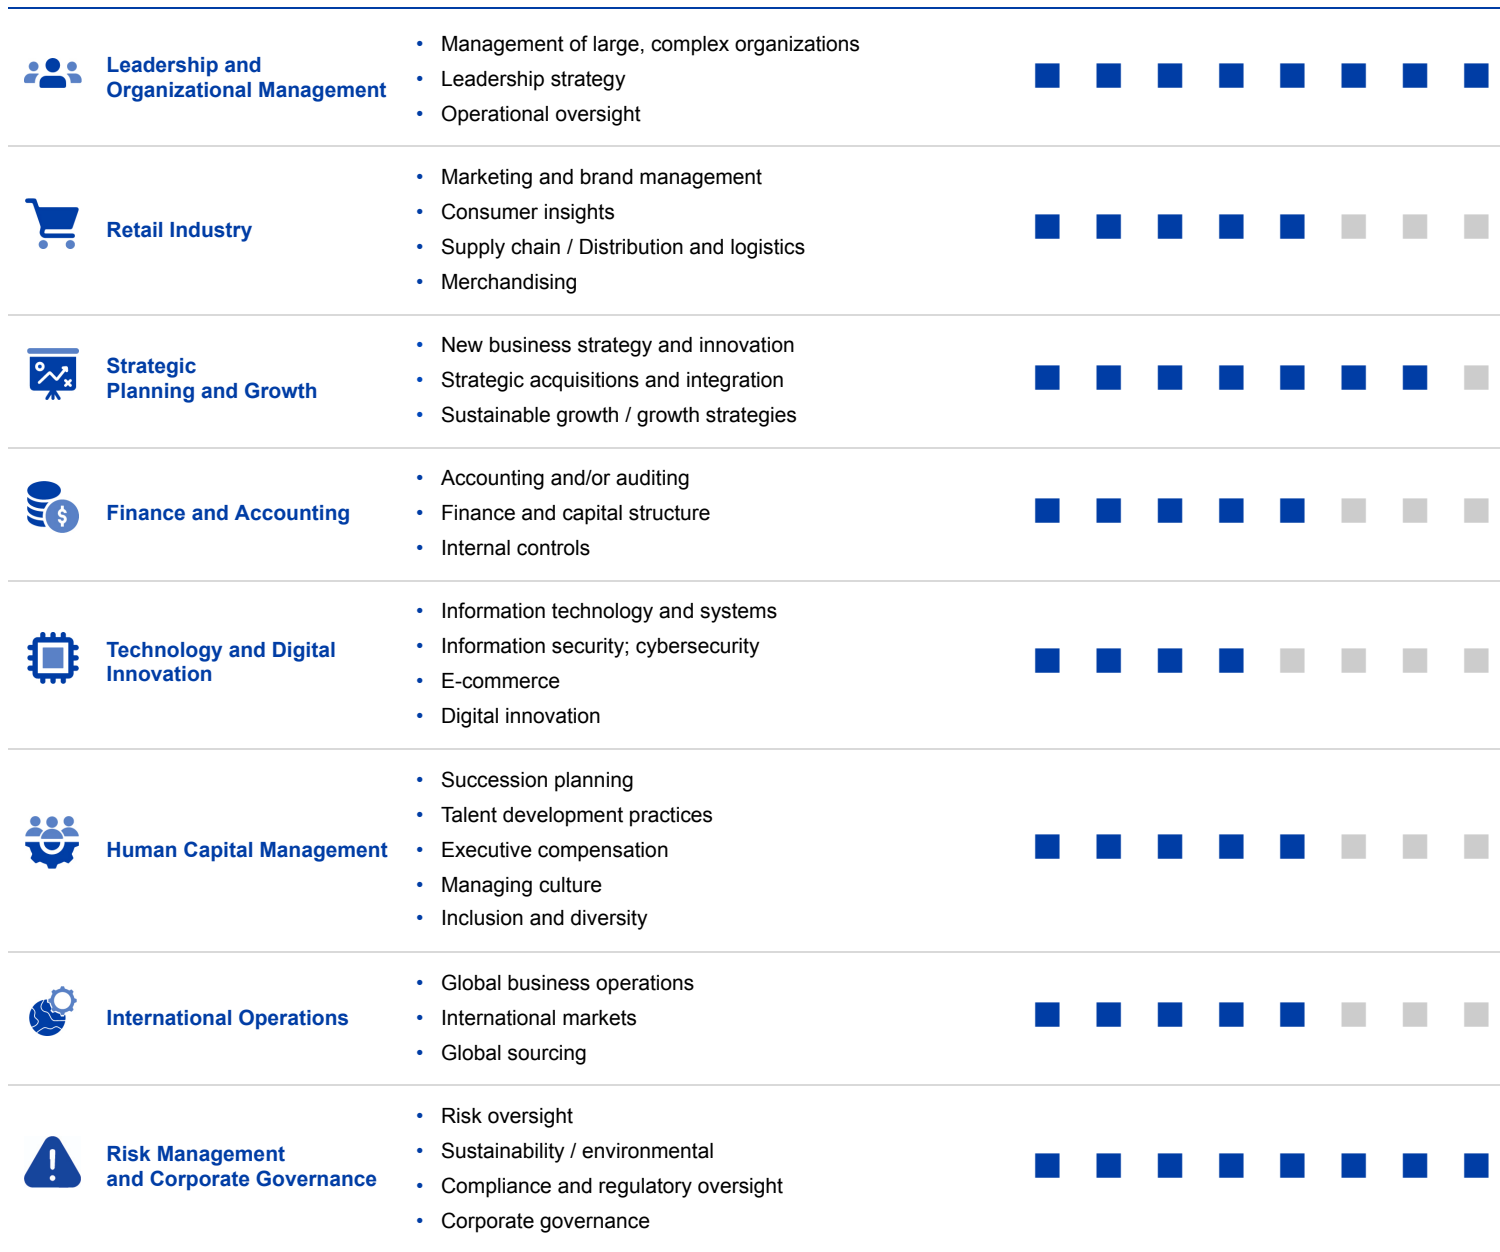 Leadership and
Organizational Management
• Management of large, complex organizations
• Leadership strategy
• Operational oversight
Retail Industry
• Marketing and brand management
• Consumer insights
• Supply chain / Distribution and logistics
• Merchandising
Strategic
Planning and Growth
• New business strategy and innovation
• Strategic acquisitions and integration
• Sustainable growth / growth strategies
$
Finance and Accounting
• Accounting and/or auditing
• Finance and capital structure
• Internal controls
Technology and Digital
Innovation
• Information technology and systems
• Information security; cybersecurity
• E-commerce
• Digital innovation
Human Capital Management
• Succession planning
• Talent development practices
• Executive compensation
• Managing culture
• Inclusion and diversity
International Operations
• Global business operations
• International markets
• Global sourcing
!
Risk Management
and Corporate Governance
• Risk oversight
• Sustainability / environmental
• Compliance and regulatory oversight
• Corporate governance